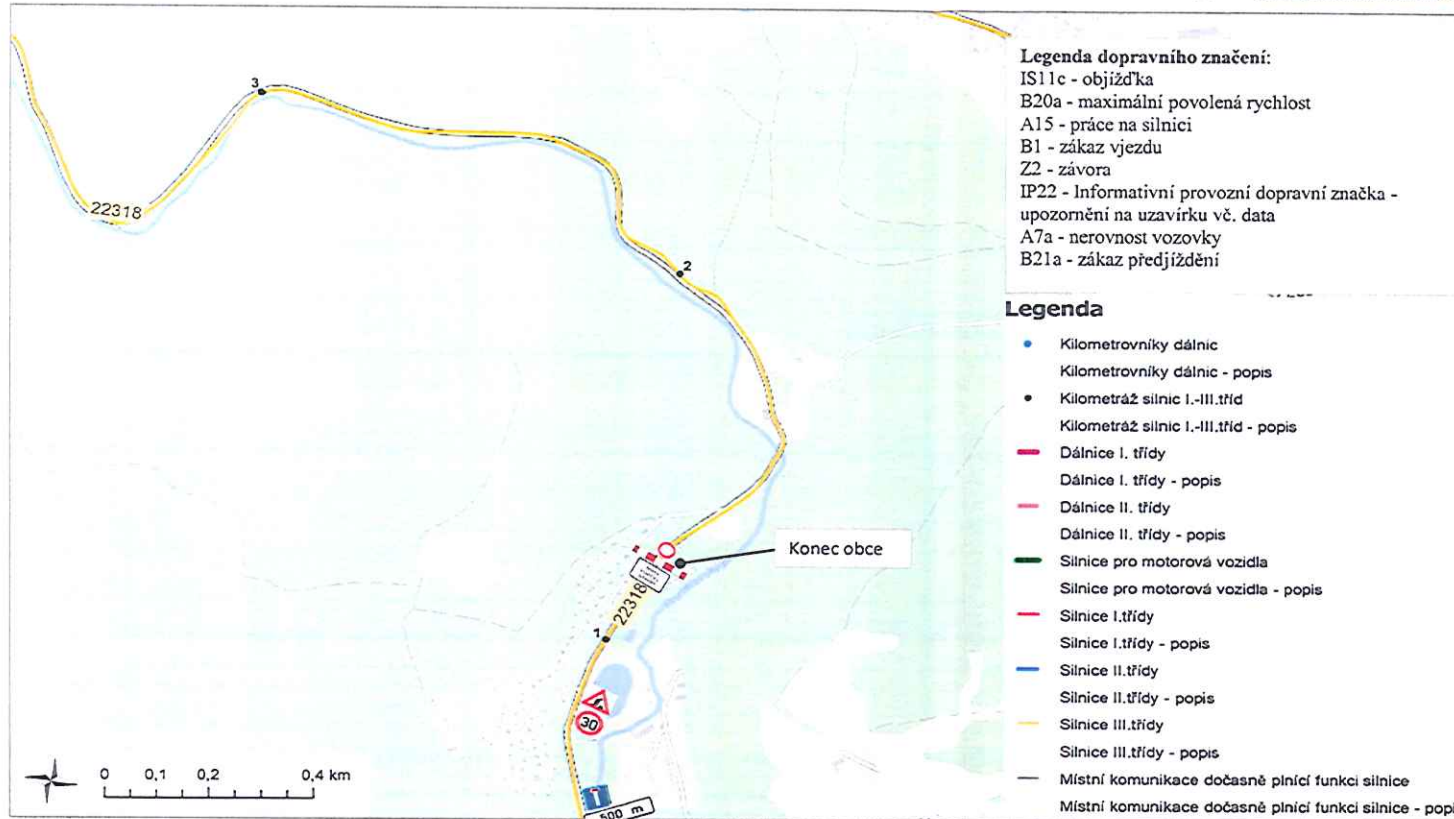 Legenda dopravního značení:
IS11c - objížďka
B20a - maximální povolená rychlost
A15 - práce na silnici
B1 - zákaz vjezdu
Z2 - závora
IP22 - Informativní provozní dopravní značka -
upozornění na uzavírku vč. data
A7a - nerovnost vozovky
B21a - zákaz předjíždění
Legenda
Kilometrovníky dálnic
Kilometrovníky dálnic - popis
Kilometráž silnic I.-III.tříd
Kilometráž silnic I.-III.tříd - popis
Dálnice I. třídy
Dálnice I. třídy - popis
Dálnice II. třídy
Dálnice II. třídy - popis
Silnice pro motorová vozidla
Silnice pro motorová vozidla - popis
Silnice I.třídy
Silnice I.třídy - popis
Silnice II.třídy
Silnice II.třídy - popis
Silnice III.třídy
Silnice III.třídy - popis
Místní komunikace dočasně plnící funkci silnice
Místní komunikace dočasně plnící funkci silnice - popi
3
22318
2
Konec obce
22318
1
30
500 m
0 0,1 0,2 0,4 km